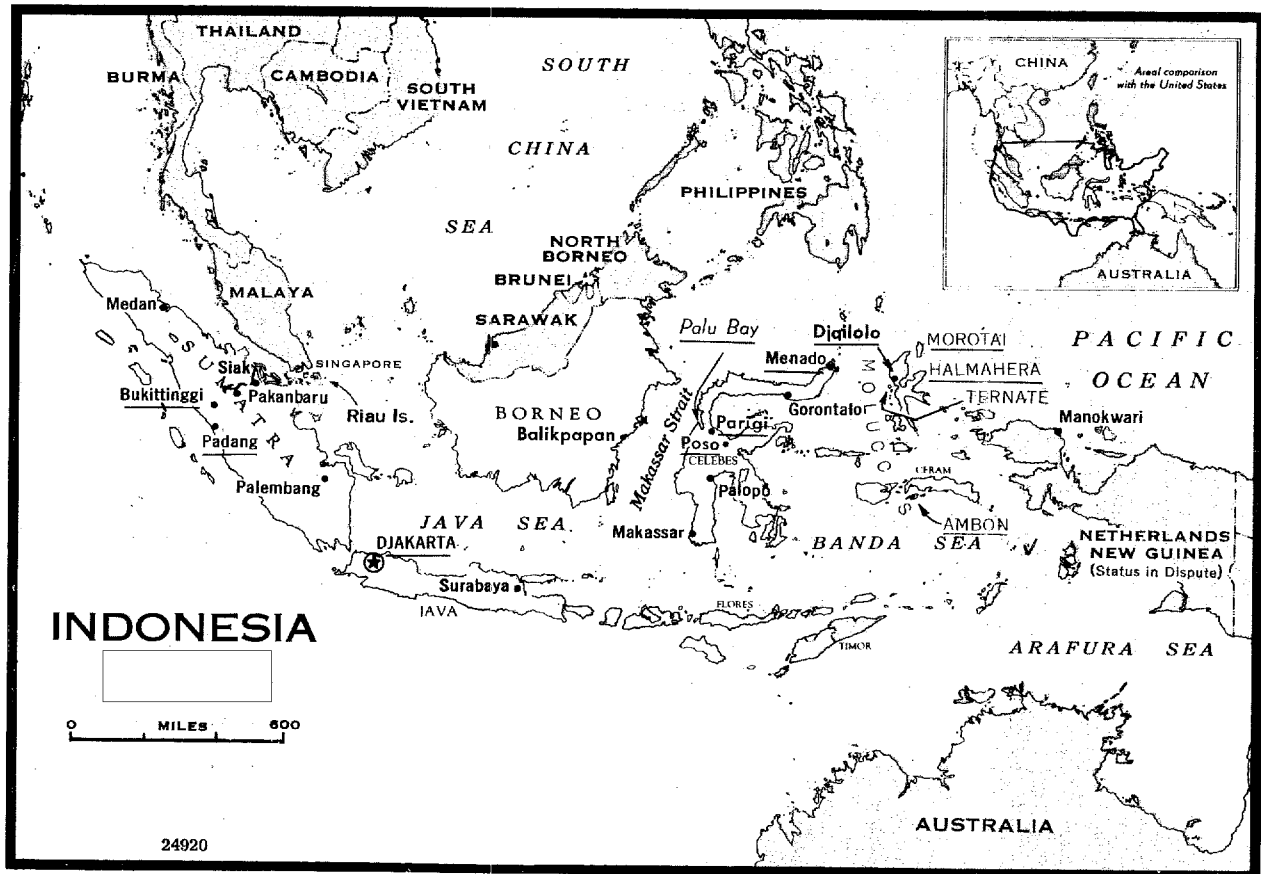 THAILAND
BURMA
CAMBODIA
SOUTH
VIETNAM
SOUTH
CHINA
SEA
PHILIPPINES
CHINA
Areal comparison
with the United States
AUSTRALIA
NORTH
BORNEO
BRUNEI
MALAYA
SARAWAK
Medan
SUMATRA
SINGAPORE
Siak
Pakanbaru
Bukittinggi
Riau Is.
Padang
Palembang
BORNEO
Balikpapan
Makassar Strait
Palu Bay
Menado
Djailolo
MOROTAI
HALMAHERA
TERNATE
MOLUCCAS
Gorontalor
Parigi
Poso
CELEBES
Palopo
Makassar
PACIFIC
OCEAN
Manokwari
CERAM
AMBON
JAVA SEA
BANDA SEA
NETHERLANDS
NEW GUINEA
(Status in Dispute)
DJAKARTA
Surabaya
JAVA
FLORES
TIMOR
ARAFURA SEA
INDONESIA
0 MILES 600
AUSTRALIA
24920